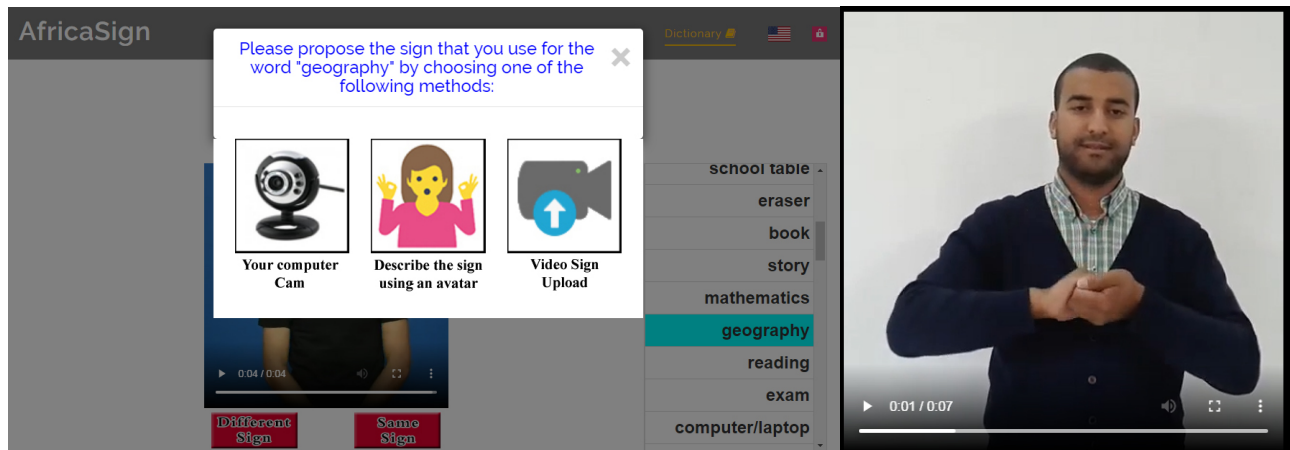 AfricaSign
Dictionary
Please propose the sign that you use for the
word "geography" by choosing one of the
following methods:
×
Your computer
Cam
Describe the sign
using an avatar
Video Sign
Upload
school table
eraser
book
story
mathematics
geography
reading
exam
computer/laptop
0:04 / 0:04
Different
Sign
Same
Sign
0:01 / 0:07